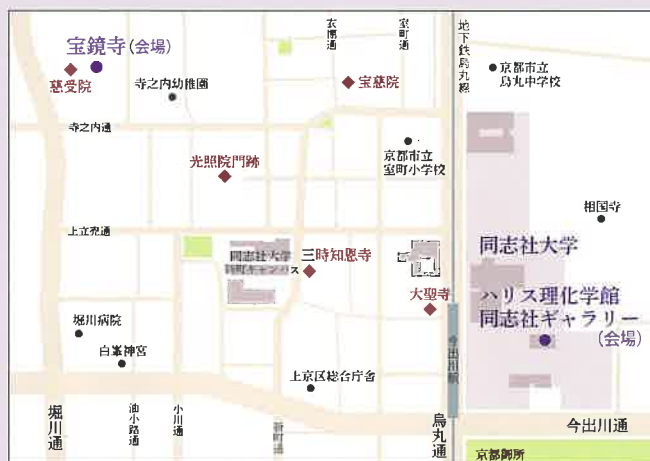 宝鏡寺(会場)
慈受院
寺之内幼稚園
衣棚通
室町通
地下鉄烏丸線
宝慈院
京都市立
烏丸中学校
寺之内通
光照院門跡
京都市立
室町小学校
相国寺
上立売通
同志社大学
新町キャンパス
三時知恩寺
大聖寺
同志社大学
ハリス理化学館
同志社ギャラリー
(会場)
堀川病院
白峯神宮
上京区総合庁舎
今出川駅
堀川通
油小路通
小川通
新町通
烏丸通
今出川通
京都御所